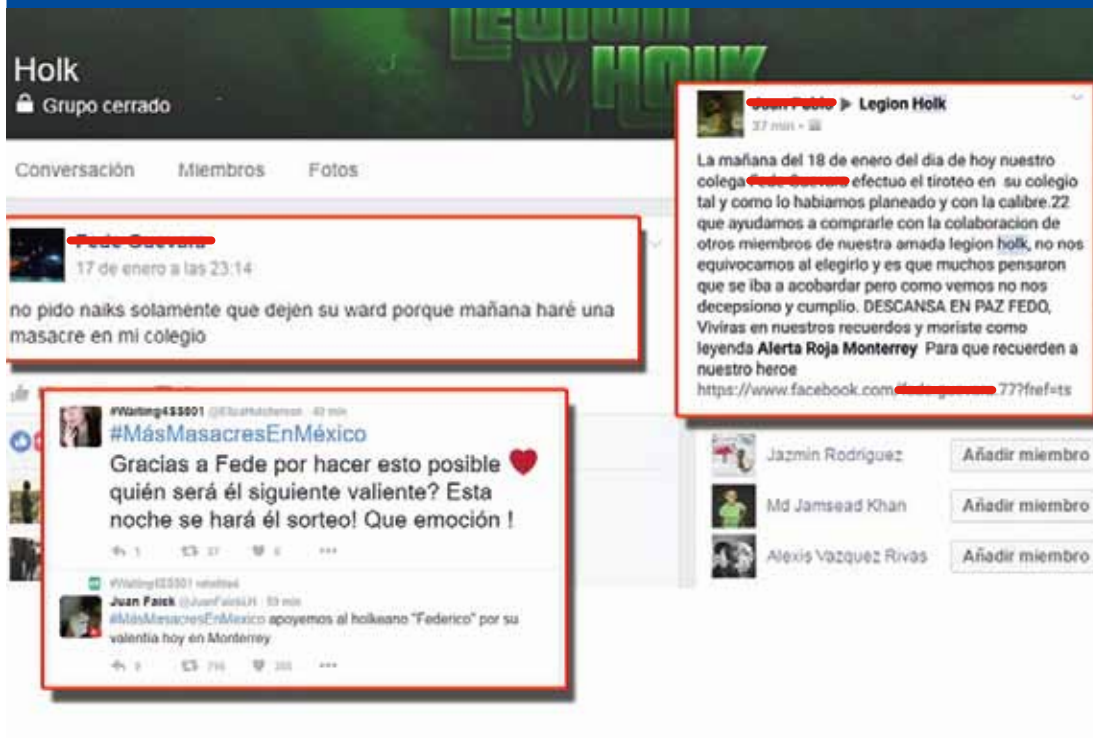 LEGION
HOLK
Holk
Grupo cerrado
Conversación Miembros Fotos
17 de enero a las 23:14
no pido naiks solamente que dejen su ward porque mañana haré una
masacre en mi colegio
Legion Holk
37 min
La mañana del 18 de enero del dia de hoy nuestro
colega efectuo el tiroteo en su colegio
tal y como lo habiamos planeado y con la calibre.22
que ayudamos a comprarle con la colaboracion de
otros miembros de nuestra amada legion holk, no nos
equivocamos al elegirlo y es que muchos pensaron
que se iba a acobardar pero como vemos no nos
decepsiono y cumplio. DESCANSA EN PAZ FEDO,
Viviras en nuestros recuerdos y moriste como
leyenda Alerta Roja Monterrey Para que recuerden a
nuestro heroe
https://www.facebook.com/ 77?fref=ts
#MásMasacresEnMéxico
Gracias a Fede por hacer esto posible
quién será él siguiente valiente? Esta
noche se hará él sorteo! Que emoción !
Juan Faick
#MásMasacresEnMexico apoyemos al holkeano "Federico" por su
valentia hoy en Monterrey
Jazmin Rodriguez Añadir miembro
Md Jamsead Khan Añadir miembro
Alexis Vazquez Rivas Añadir miembro